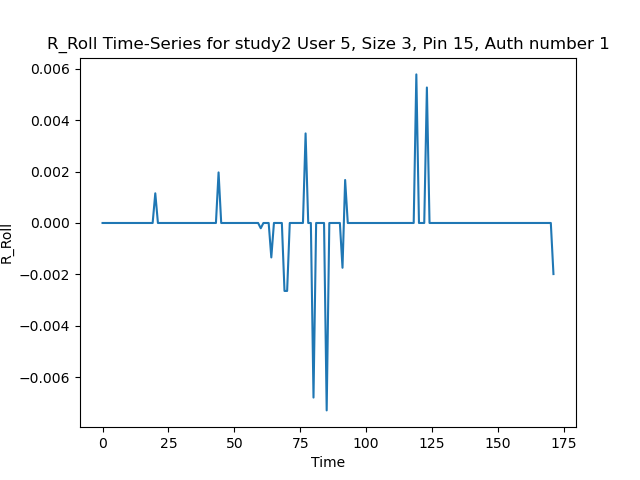 R_Roll Time-Series for study2 User 5, Size 3, Pin 15, Auth number 1
0.006
0.004
0.002
0.000
−0.002
−0.004
−0.006
R_Roll
0 25 50 75 100 125 150 175
Time